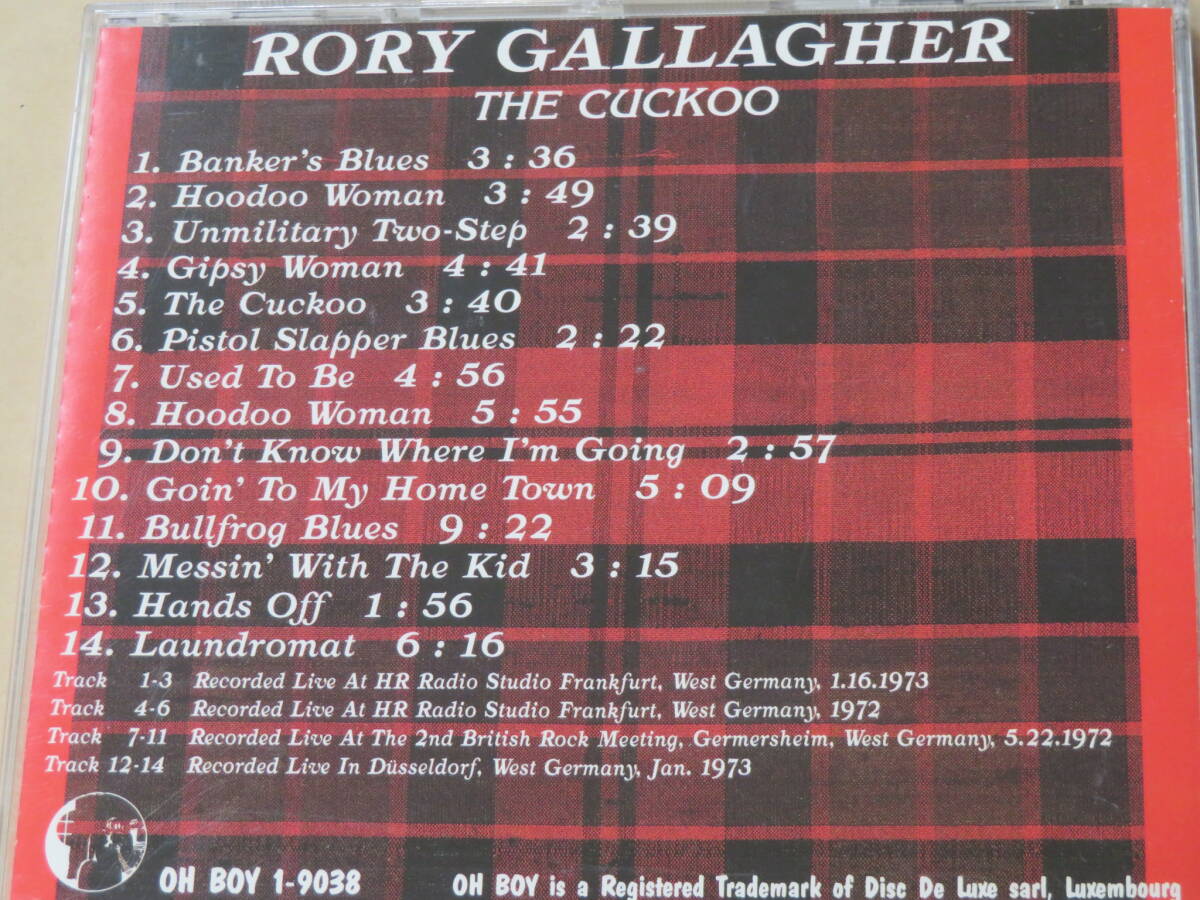 RORY GALLAGHER
THE CUCKOO
1. Banker's Blues 3 : 36
2. Hoodoo Woman 3 : 49
3. Unmilitary Two-Step 2 : 39
4. Gipsy Woman 4 : 41
5. The Cuckoo 3 : 40
6. Pistol Slapper Blues 2 : 22
7. Used To Be 4 : 56
8. Hoodoo Woman 5 : 55
9. Don't Know Where I'm Going 2 : 57
10. Goin' To My Home Town 5 : 09
11. Bullfrog Blues 9 : 22
12. Messin' With The Kid 3 : 15
13. Hands Off 1 : 56
14. Laundromat 6 : 16
Track 1-3 Recorded Live At HR Radio Studio Frankfurt, West Germany, 1.16.1973
Track 4-6 Recorded Live At HR Radio Studio Frankfurt, West Germany, 1972
Track 7-11 Recorded Live At The 2nd British Rock Meeting, Germersheim, West Germany, 5.22.1972
Track 12-14 Recorded Live In Düsseldorf, West Germany, Jan. 1973
OH BOY 1-9038 OH BOY is a Registered Trademark of Disc De Luxe sarl, Luxembourg